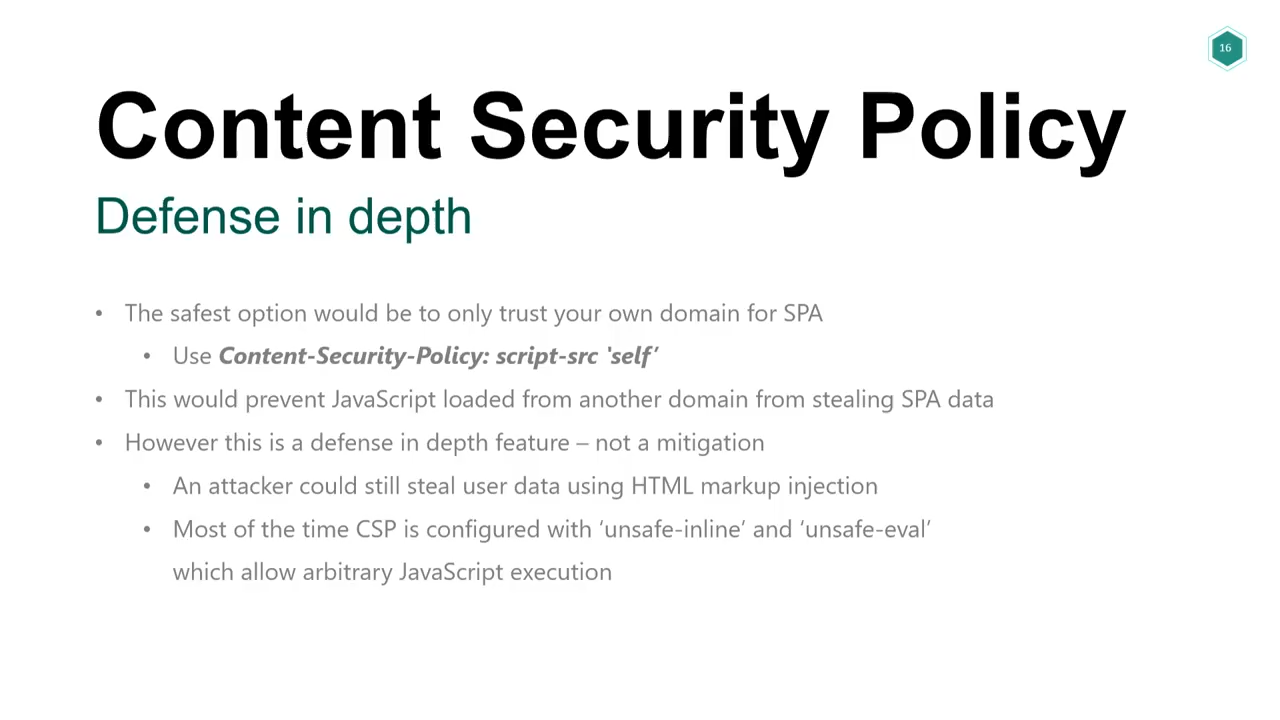 16
Content Security Policy
Defense in depth
• The safest option would be to only trust your own domain for SPA
• Use Content-Security-Policy: script-src ‘self’
• This would prevent JavaScript loaded from another domain from stealing SPA data
• However this is a defense in depth feature – not a mitigation
• An attacker could still steal user data using HTML markup injection
• Most of the time CSP is configured with ‘unsafe-inline’ and ‘unsafe-eval’
which allow arbitrary JavaScript execution